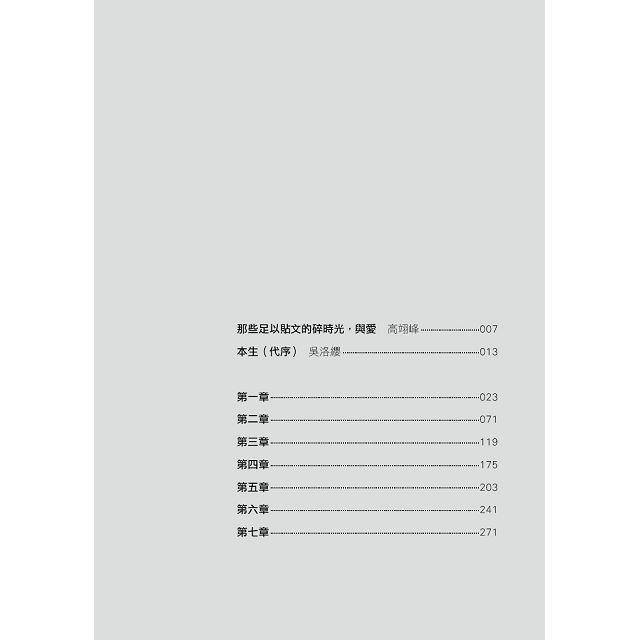 那些足以貼文的碎時光，與愛 高翊峰 007
本生（代序） 吳洛纓 013
第一章 023
第二章 071
第三章 119
第四章 175
第五章 203
第六章 241
第七章 271